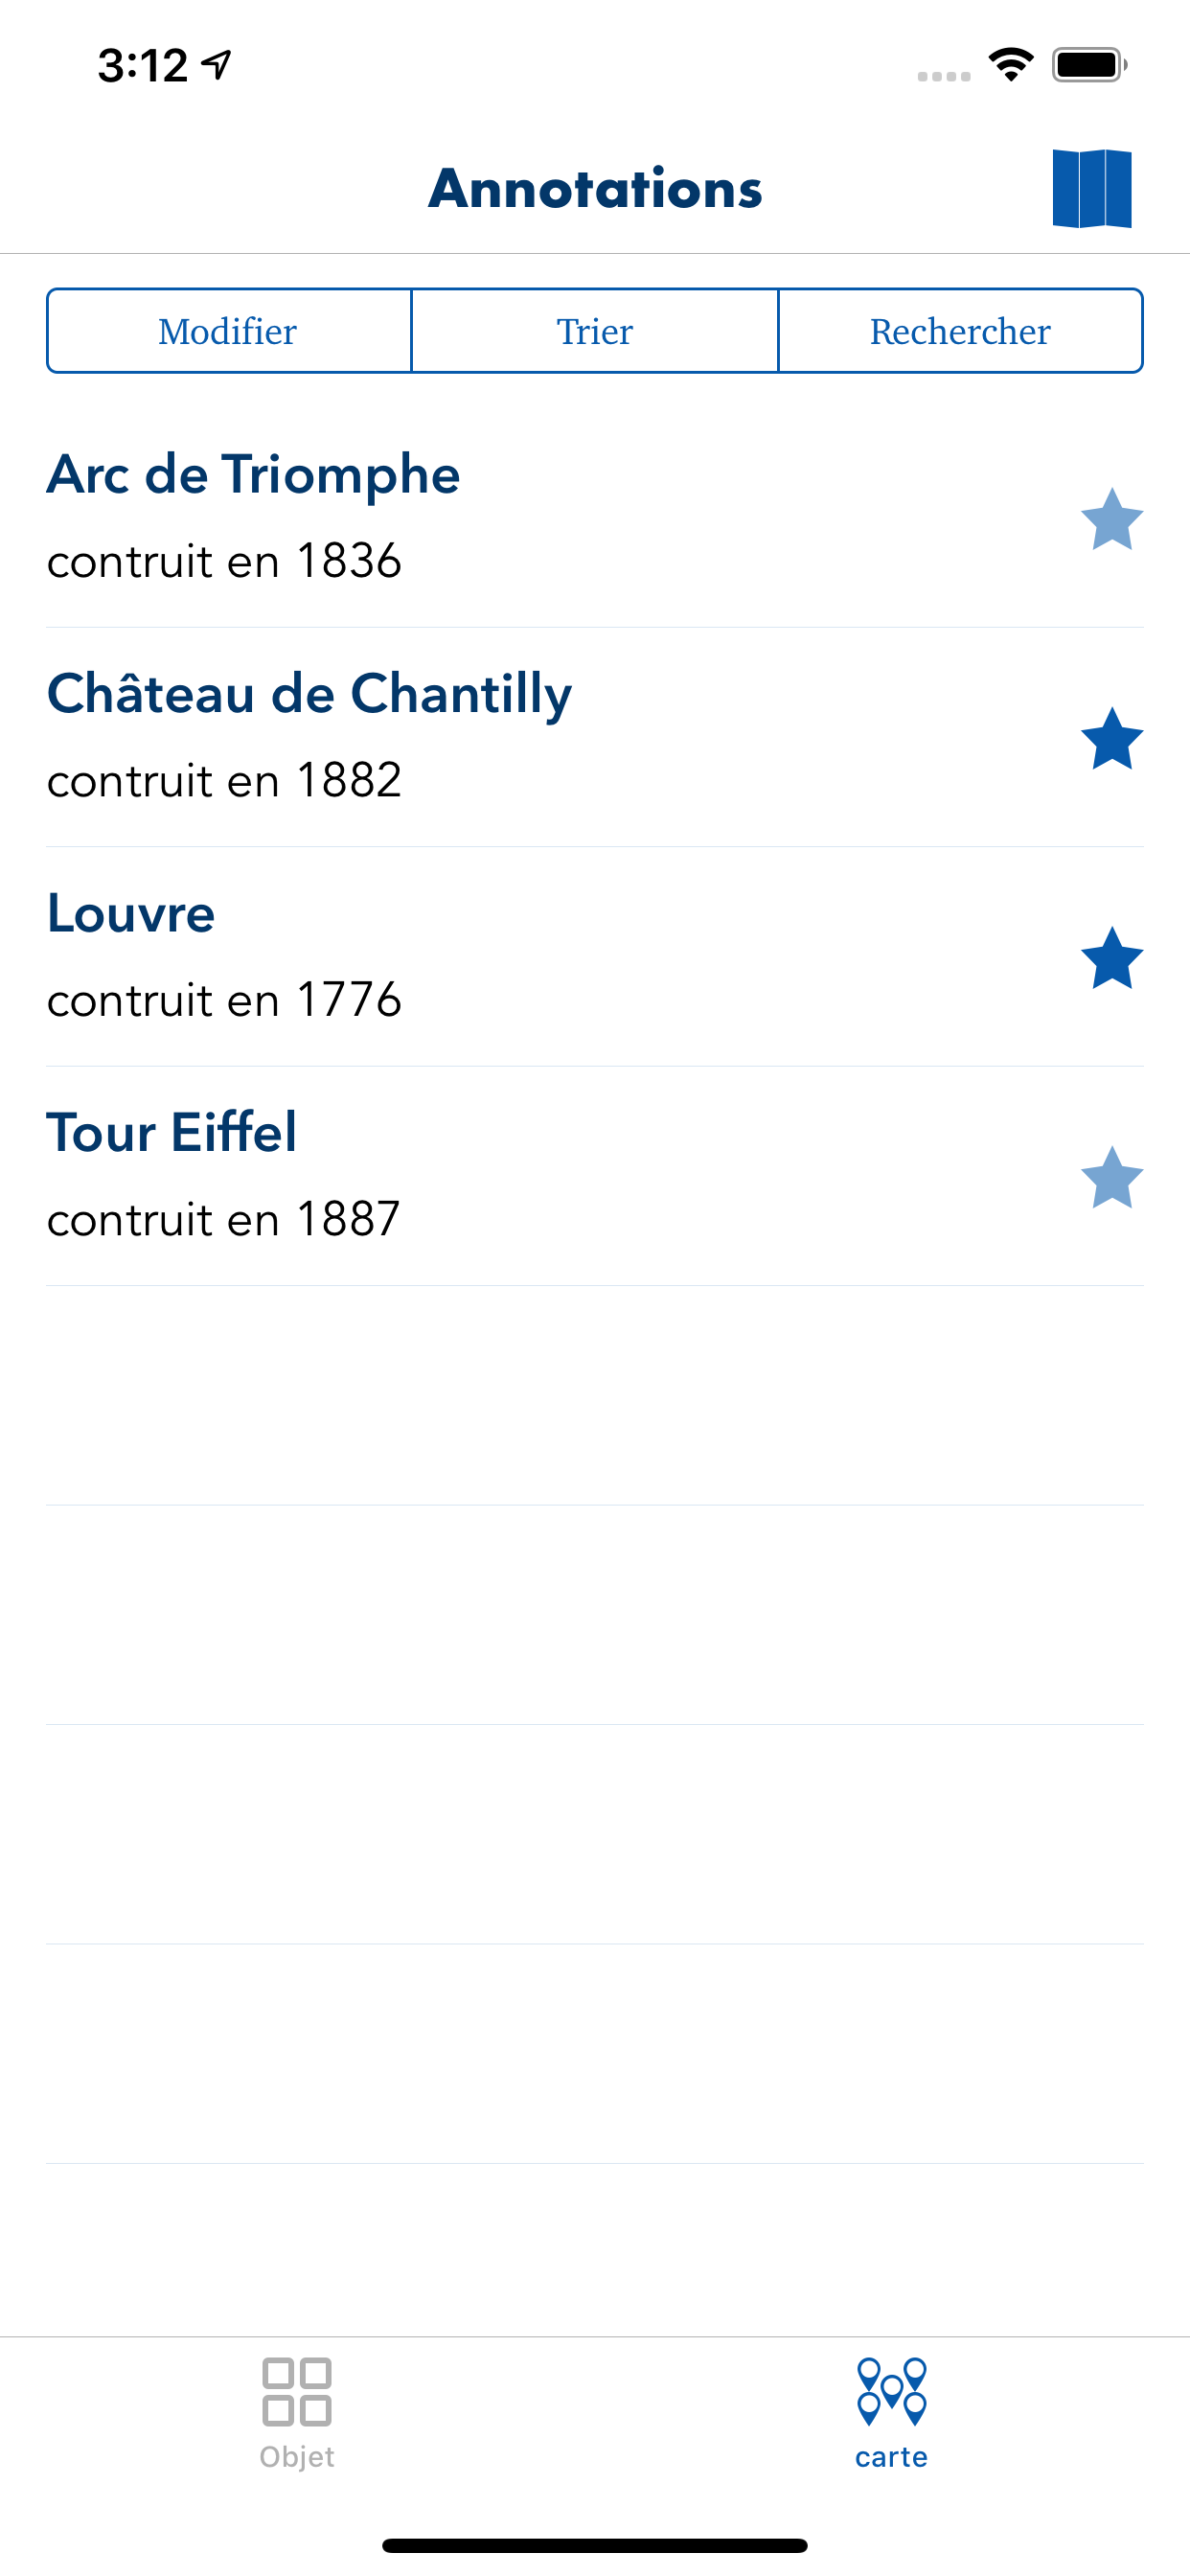 3:12
Annotations
Modifier
Trier
Rechercher
Arc de Triomphe
contruit en 1836
Château de Chantilly
contruit en 1882
Louvre
contruit en 1776
Tour Eiffel
contruit en 1887
Objet
carte